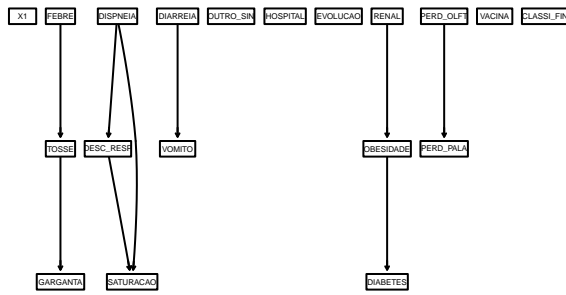 X1 FEBRE DISPNEIA DIARREIA OUTRO_SIN HOSPITAL EVOLUCAO RENAL PERD_OLFT VACINA CLASSI_FIN
TOSSE DESC_RESP VOMITO OBESIDADE PERD_PALA
GARGANTA SATURACAO DIABETES